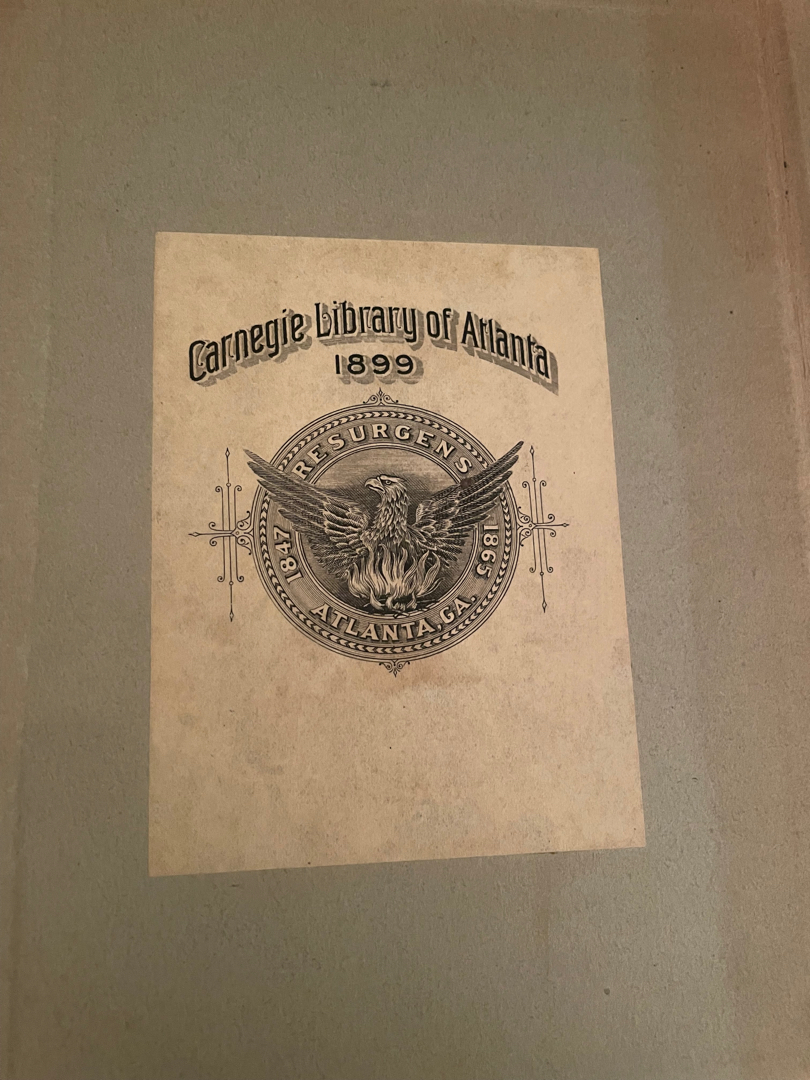 Carnegie Library of Atlanta
1899
RESURGENS
1847
1865
ATLANTA, GA.